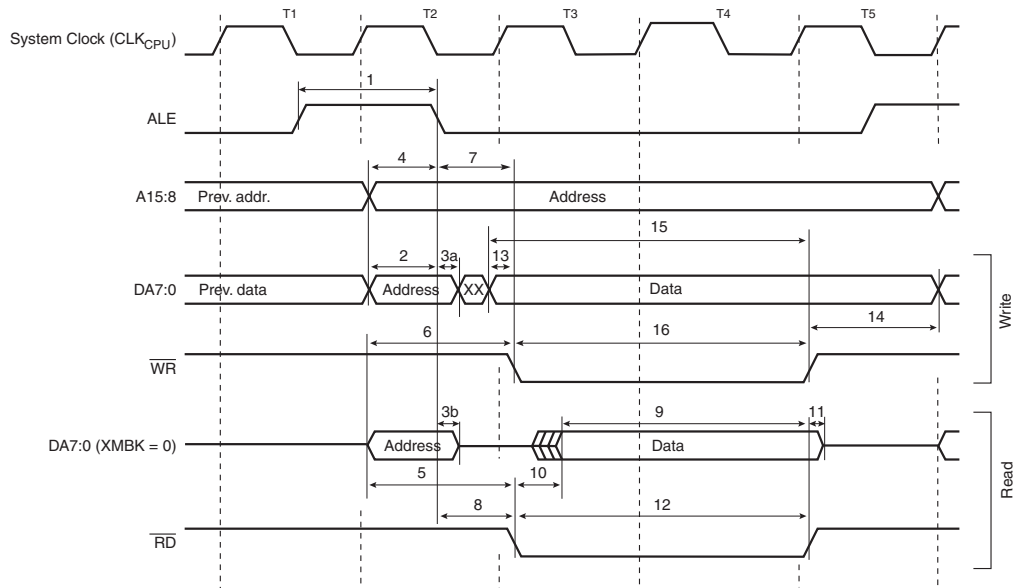 T1 T2 T3 T4 T5
System Clock (CLKCPU)
1
ALE
4 7
A15:8 Prev. addr. Address
15
2 3a 13
DA7:0 Prev. data Address XX Data
14
6 16
WR
Write
3b 9 11
DA7:0 (XMBK = 0) Address Data
5 10
8 12
RD
Read